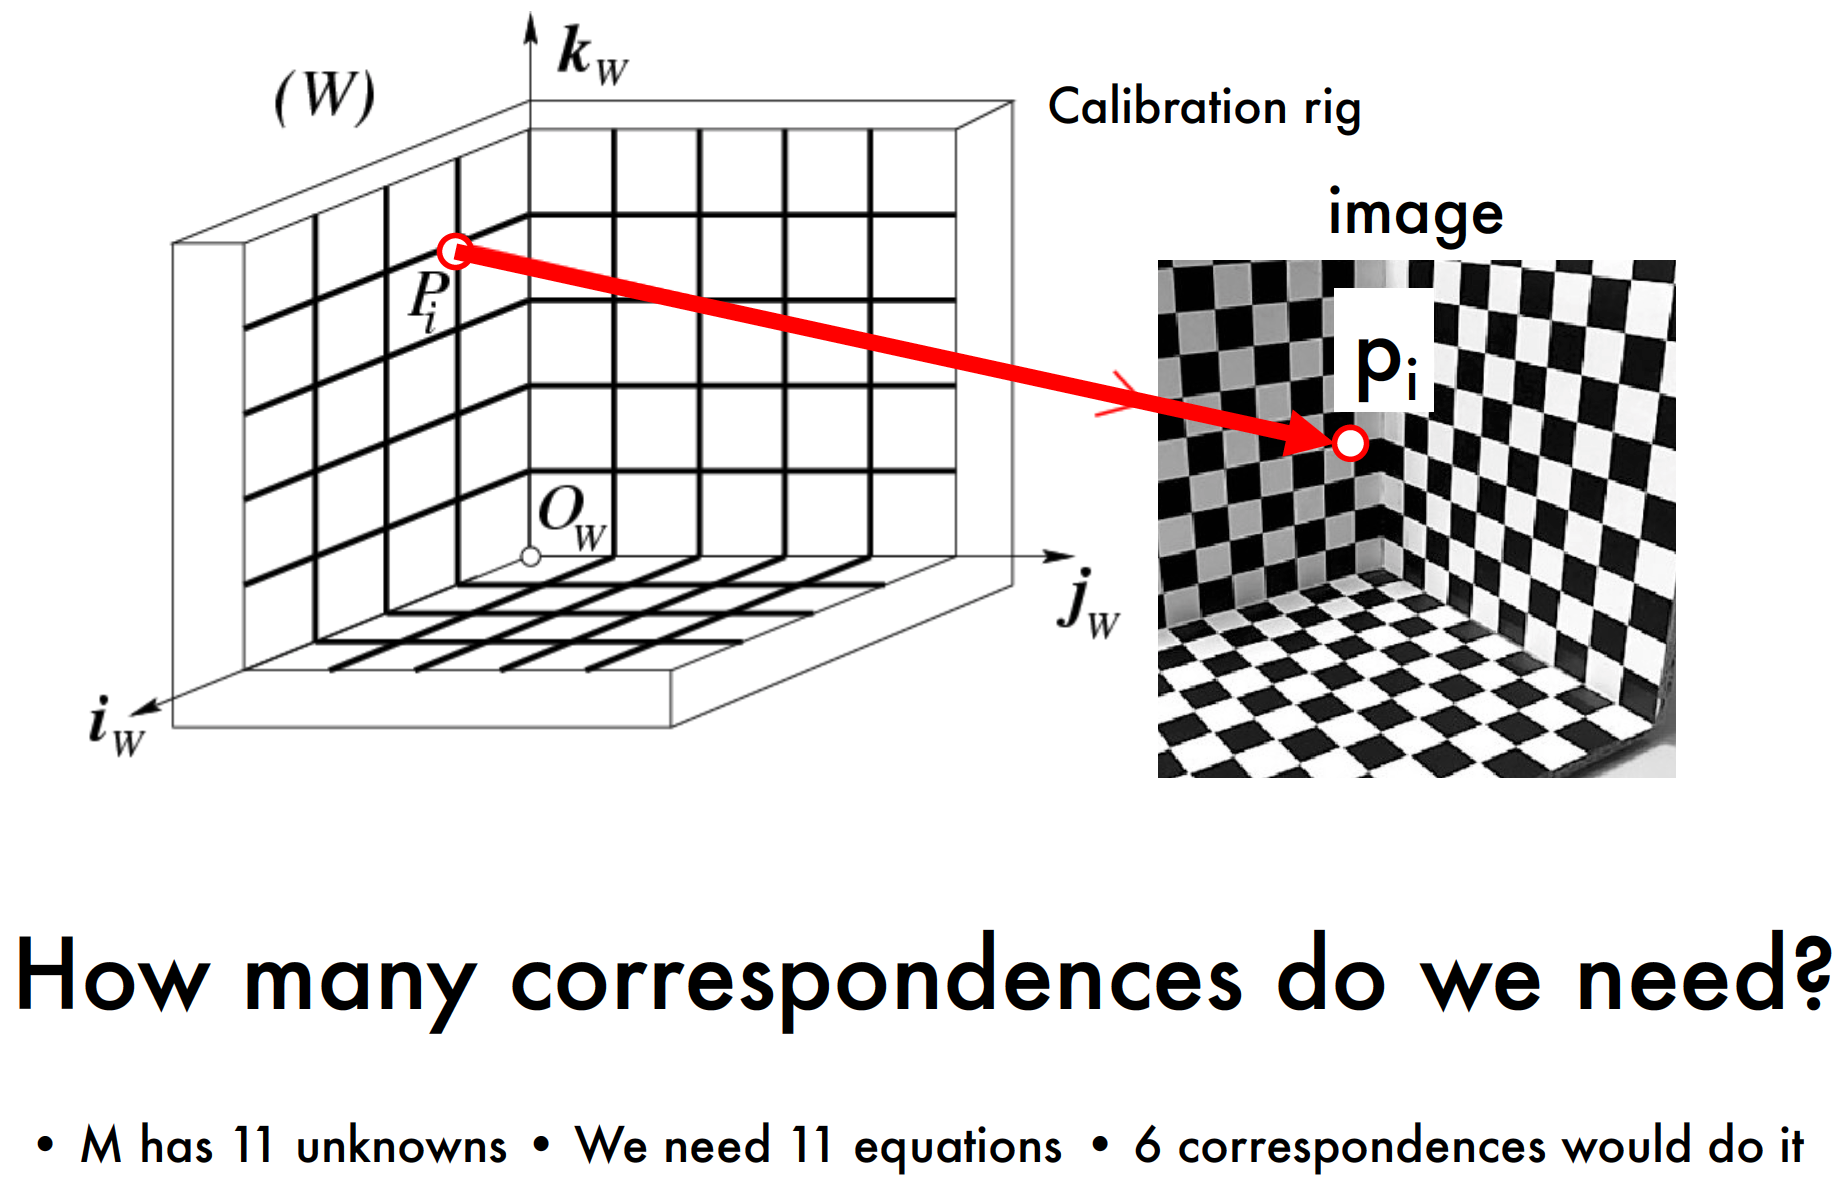 k_W
(W)
Calibration rig
image
P_i
p_i
O_W
j_W
i_W
How many correspondences do we need?
• M has 11 unknowns • We need 11 equations • 6 correspondences would do it